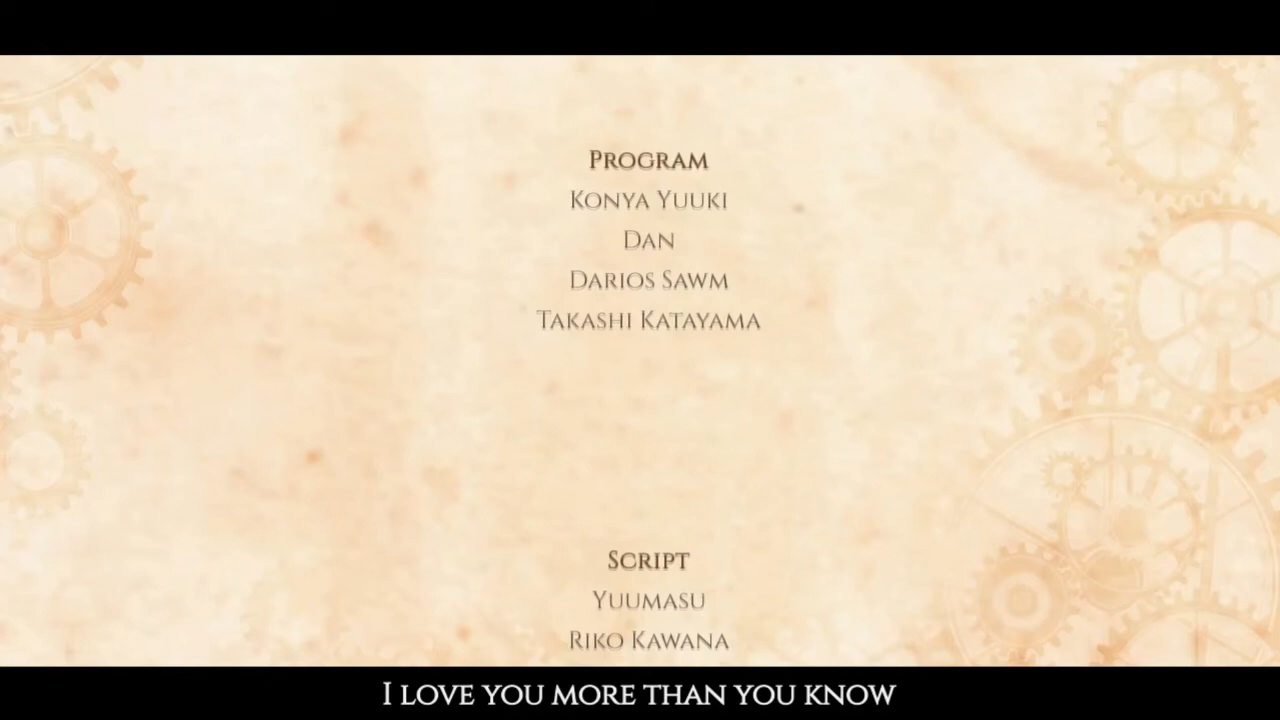 Program
Konya Yuuki
Dan
Darios Sawm
Takashi Katayama
Script
Yuumasu
Riko Kawana
I love you more than you know